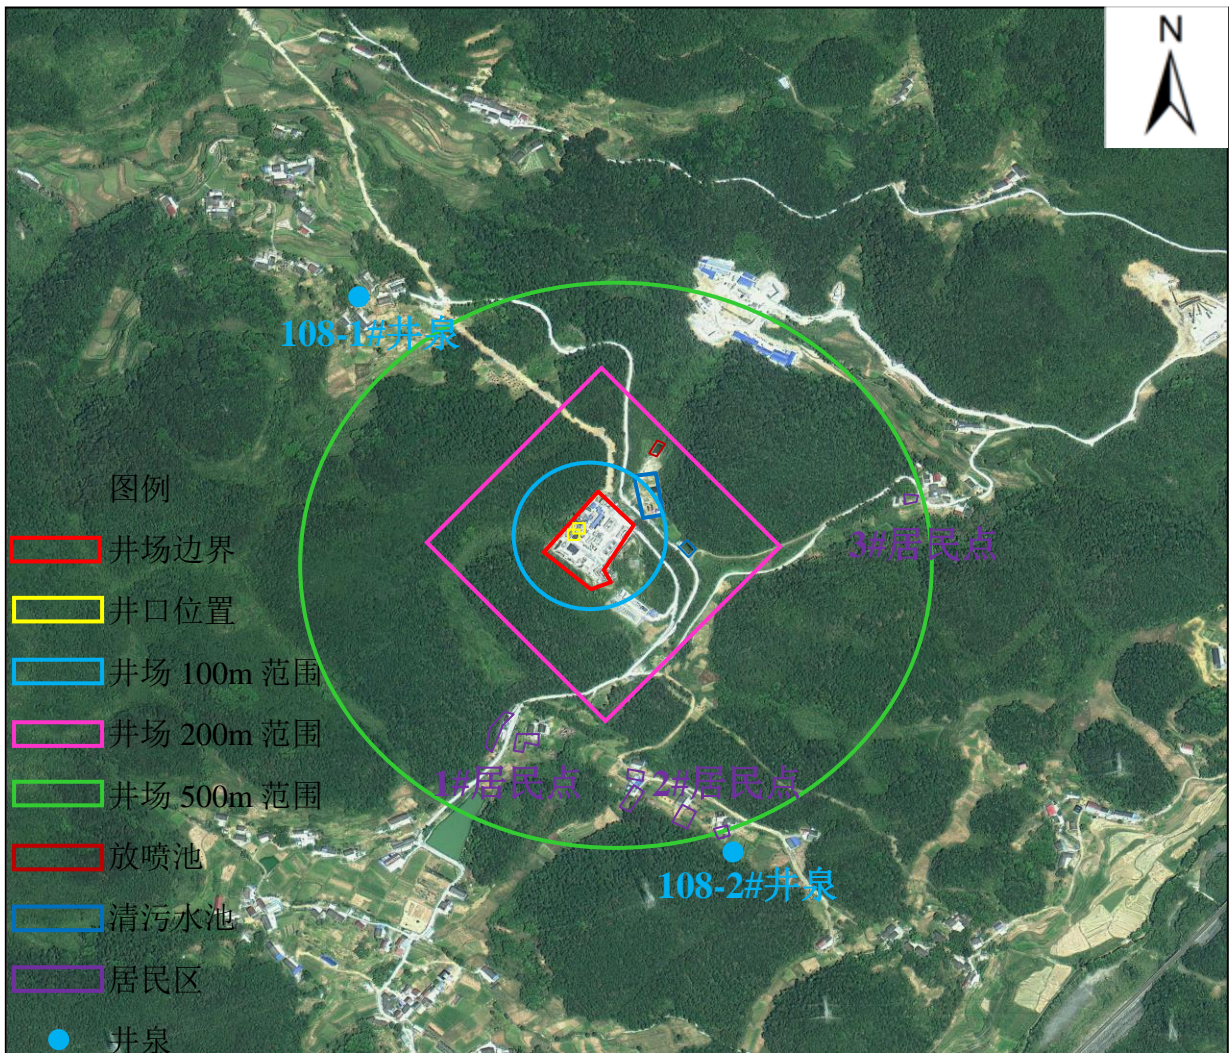 N
108-1#井泉
3#居民点
1#居民点
2#居民点
108-2#井泉
图例
井场边界
井口位置
井场 100m 范围
井场 200m 范围
井场 500m 范围
放喷池
清污水池
居民区
井泉